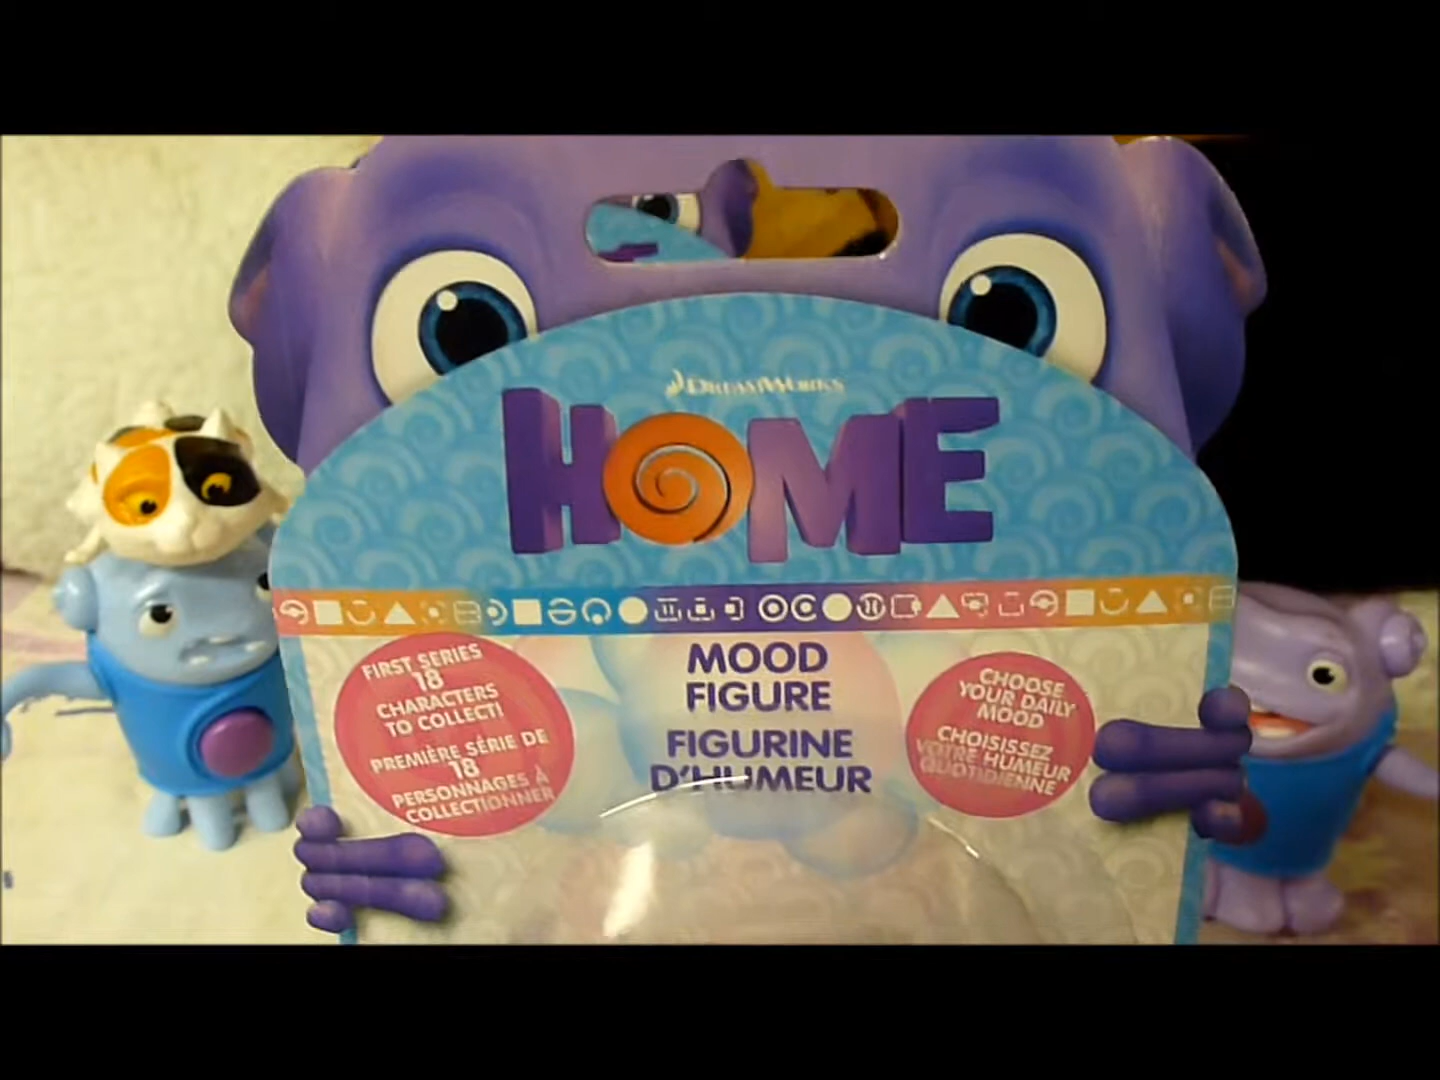 DREAMWORKS
HOME
FIRST SERIES
18
CHARACTERS
TO COLLECT!
PREMIÈRE SÉRIE DE
18
PERSONNAGES À
COLLECTIONNER
MOOD
FIGURE
FIGURINE
D'HUMEUR
CHOOSE
YOUR DAILY
MOOD
CHOISISSEZ
VOTRE HUMEUR
QUOTIDIENNE